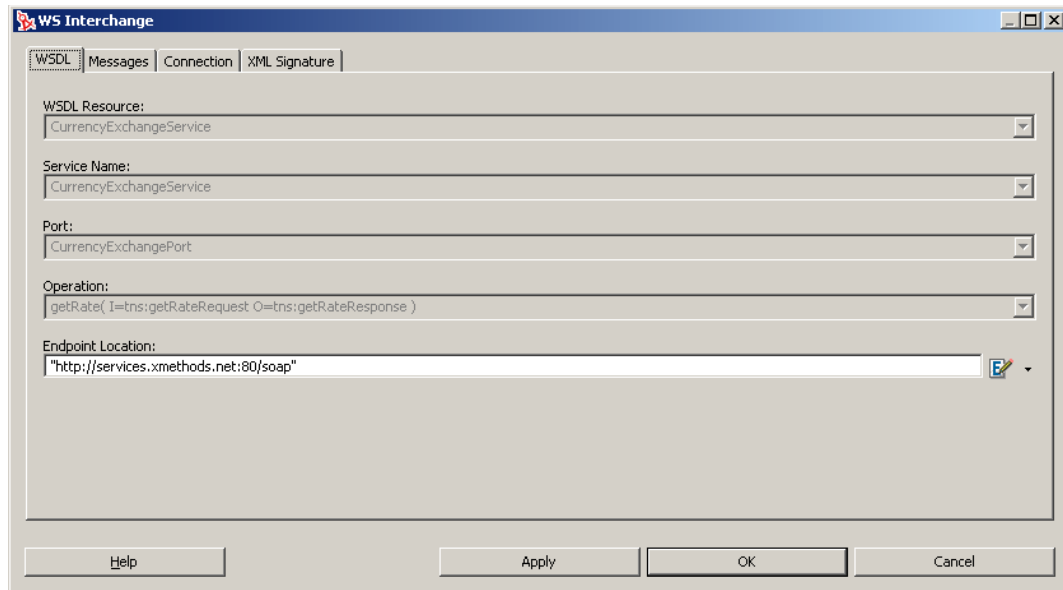 WS Interchange
WSDL Messages Connection XML Signature
WSDL Resource:
CurrencyExchangeService
Service Name:
CurrencyExchangeService
Port:
CurrencyExchangePort
Operation:
getRate( I=tns:getRateRequest O=tns:getRateResponse )
Endpoint Location:
"http://services.xmethods.net:80/soap"
Help Apply OK Cancel